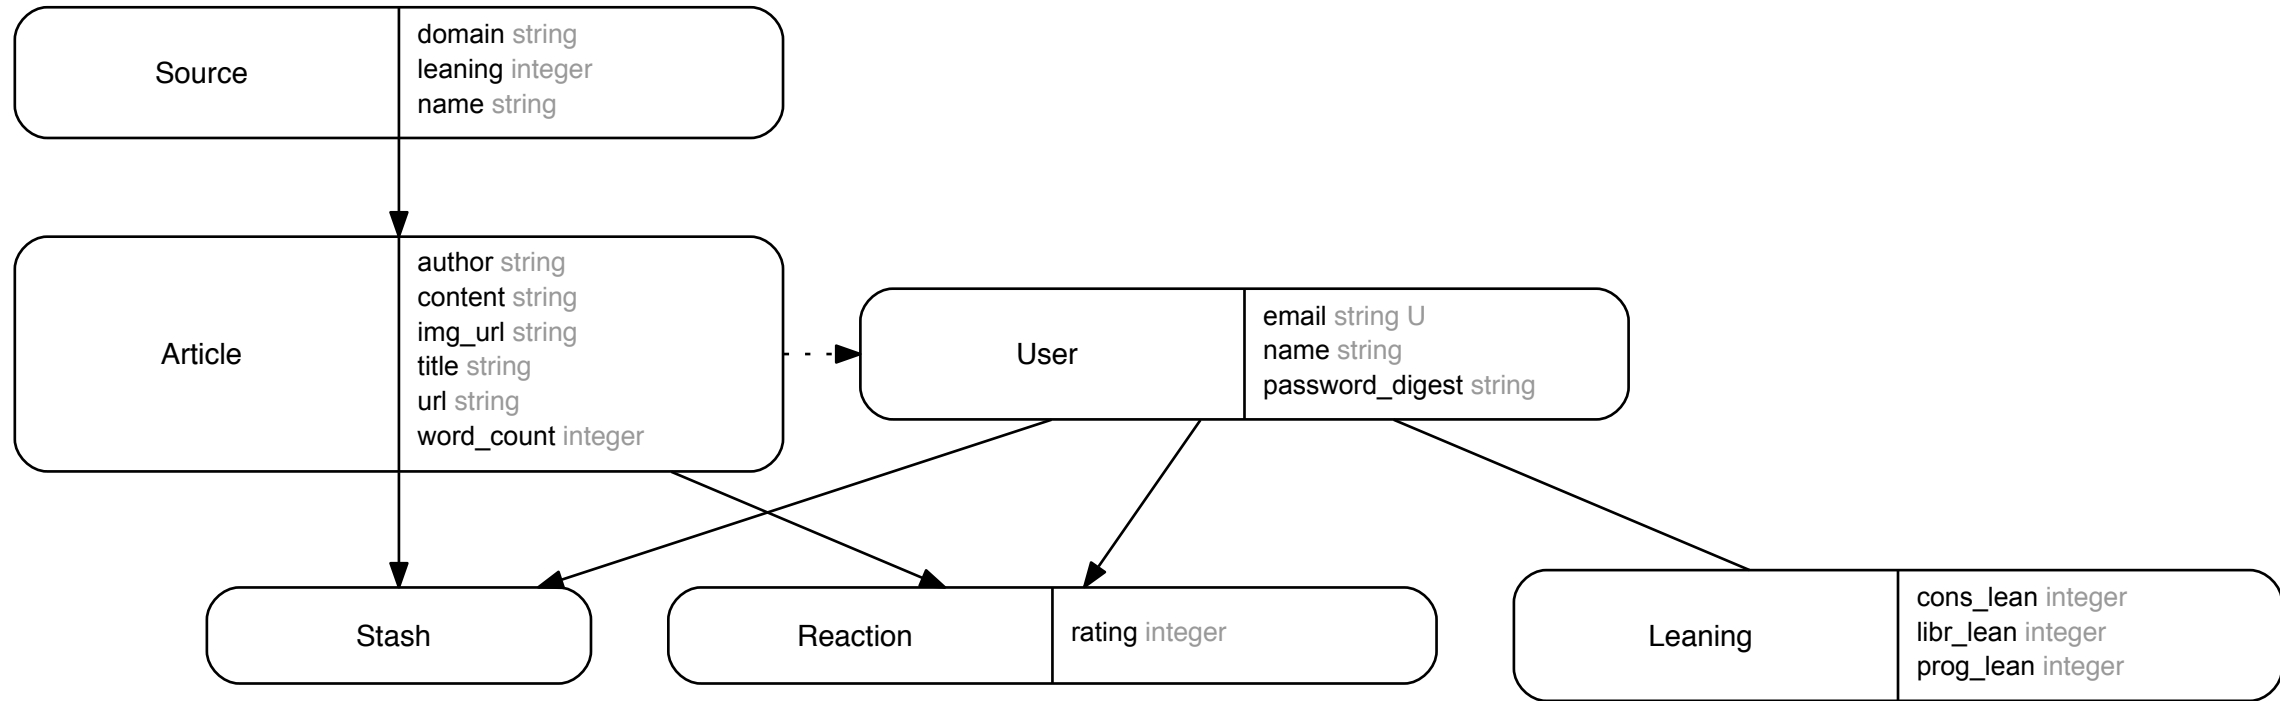 Source
domain string
leaning integer
name string
Article
author string
content string
img_url string
title string
url string
word_count integer
User
email string U
name string
password_digest string
Stash
Reaction
rating integer
Leaning
cons_lean integer
libr_lean integer
prog_lean integer